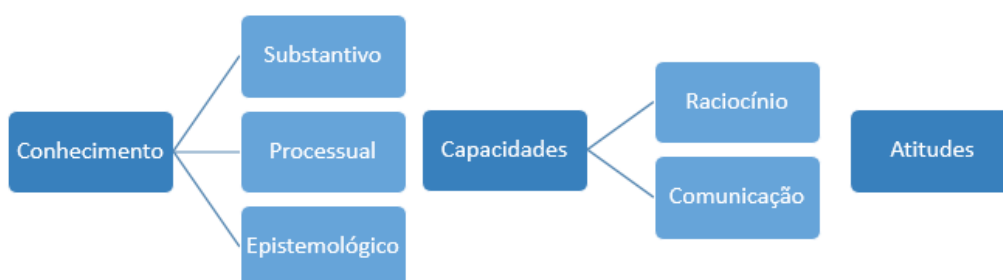 Conhecimento
Substantivo
Processual
Epistemológico
Capacidades
Raciocínio
Comunicação
Atitudes